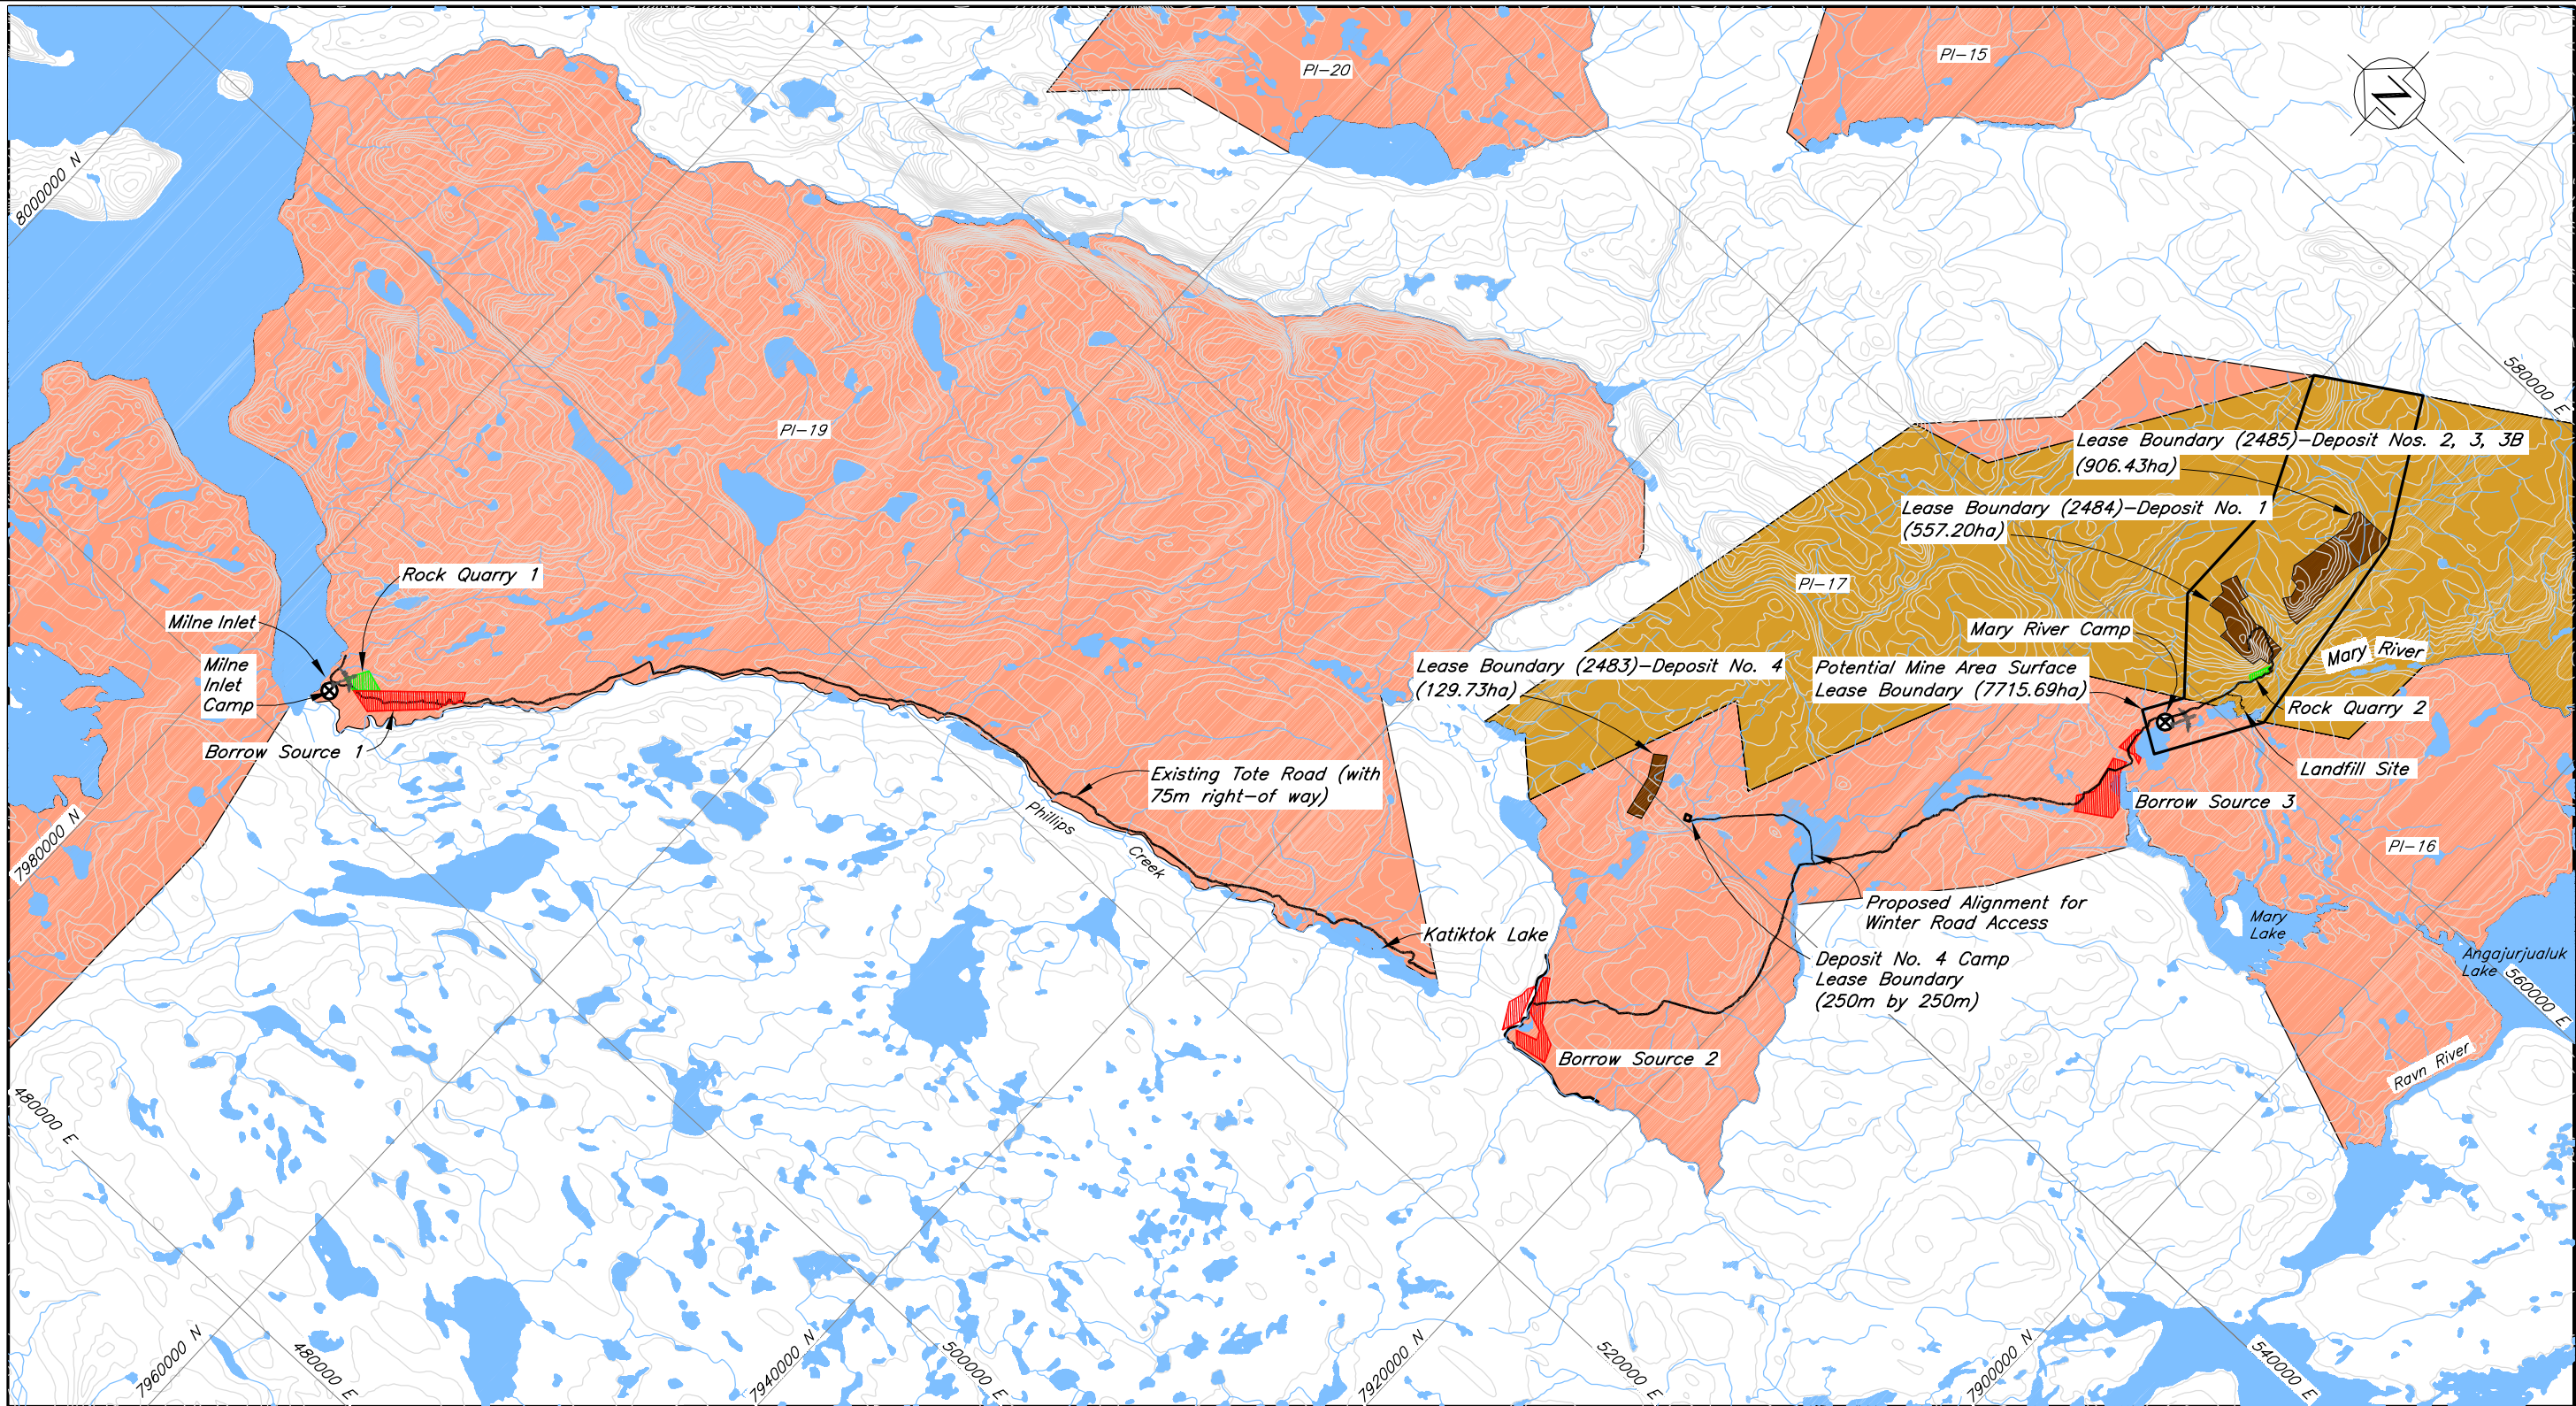 PI-20
PI-15
8000000 N
580000 E
PI-19
Lease Boundary (2485)-Deposit Nos. 2, 3, 3B
(906.43ha)
Lease Boundary (2484)-Deposit No. 1
(557.20ha)
PI-17
Rock Quarry 1
Milne Inlet
Milne
Inlet
Camp
Borrow Source 1
Mary River Camp
Mary River
Lease Boundary (2483)-Deposit No. 4
(129.73ha)
Potential Mine Area Surface
Lease Boundary (7715.69ha)
Rock Quarry 2
Landfill Site
Existing Tote Road (with
75m right-of way)
Borrow Source 3
Phillips
Creek
7980000 N
PI-16
Proposed Alignment for
Winter Road Access
Katiktok Lake
Mary
Lake
Deposit No. 4 Camp
Lease Boundary
(250m by 250m)
Angajurjualuk
Lake
560000 E
Borrow Source 2
Ravn River
480000 E
7960000 N
480000 E
7940000 N
500000 E
7920000 N
520000 E
7900000 N
540000 E
N